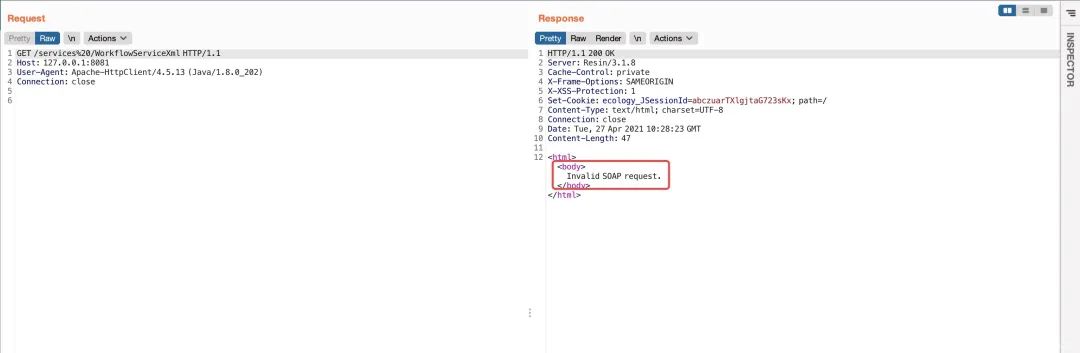 Request
Pretty Raw \n Actions
1 GET /services%20/WorkflowServiceXml HTTP/1.1
2 Host: 127.0.0.1:8081
3 User-Agent: Apache-HttpClient/4.5.13 (Java/1.8.0_202)
4 Connection: close
5
6
Response
Pretty Raw Render \n Actions
1 HTTP/1.1 200 OK
2 Server: Resin/3.1.8
3 Cache-Control: private
4 X-Frame-Options: SAMEORIGIN
5 X-XSS-Protection: 1
6 Set-Cookie: ecology_JSessionId=abczuarTXlgjtaG723sKx; path=/
7 Content-Type: text/html; charset=UTF-8
8 Connection: close
9 Date: Tue, 27 Apr 2021 10:28:23 GMT
10 Content-Length: 47
11
12 <html>
<body>
Invalid SOAP request.
</body>
</html>
INSPECTOR